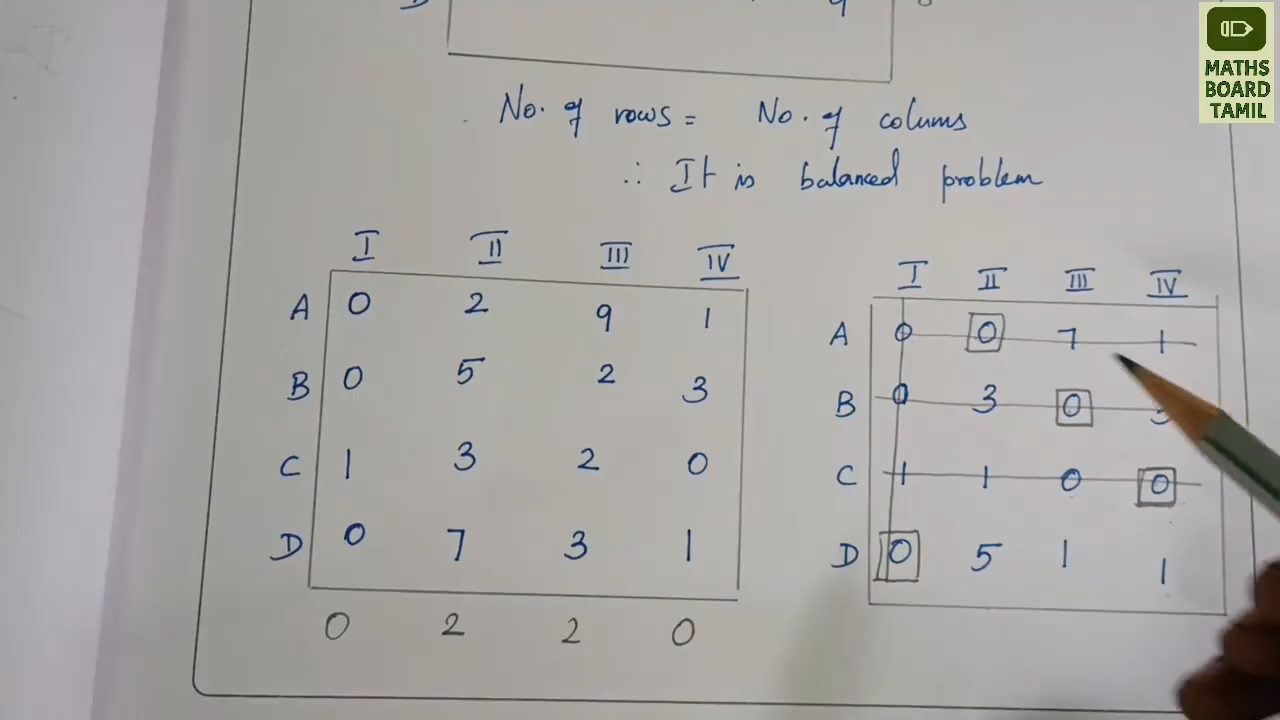 MATHS
BOARD
TAMIL
No. of rows = No. of colums
∴ It is balanced problem
I II III IV
A 0 2 9 1
B 0 5 2 3
C 1 3 2 0
D 0 7 3 1
0 2 2 0
I II III IV
A 0 0 7 1
B 0 3 0 3
C 1 1 0 0
D 0 5 1 1